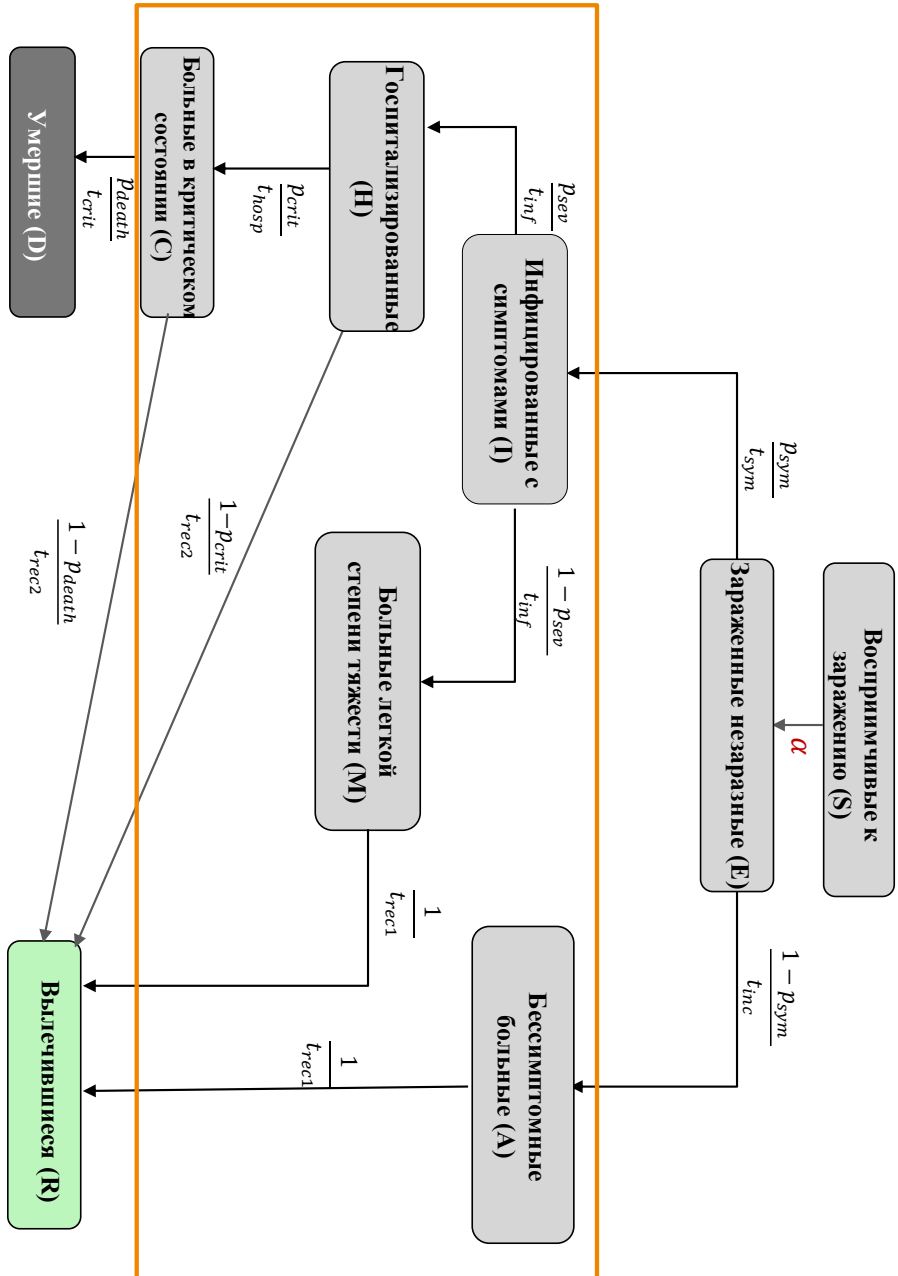 Восприимчивые к
заражению (S)
α
Зараженные незаразные (E)
p_sym
t_sym
1 − p_sym
t_inc
Инфицированные с
симптомами (I)
Бессимптомные
больные (A)
p_sev
t_inf
1 − p_sev
t_inf
Госпитализированные
(H)
Больные легкой
степени тяжести (M)
p_crit
t_hosp
1−p_crit
t_rec2
1
t_rec1
1
t_rec1
Больные в критическом
состоянии (C)
p_death
t_crit
1 − p_death
t_rec2
Умершие (D)
Вылечившиеся (R)